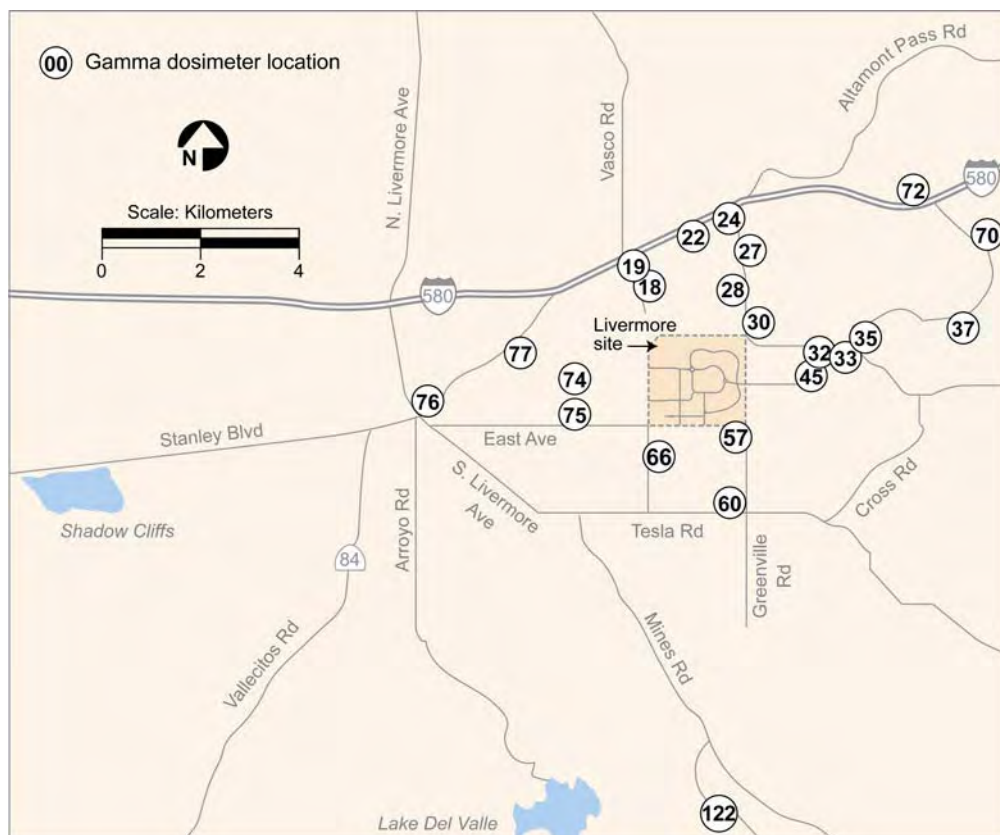 00 Gamma dosimeter location
N
Scale: Kilometers
0 2 4
N. Livermore Ave
Vasco Rd
Altamont Pass Rd
580
72
24
22
70
27
19
18
28
580
30
Livermore
site
35
37
32
33
77
45
74
76
75
Stanley Blvd
East Ave
57
66
S. Livermore
Ave
Cross Rd
60
Shadow Cliffs
Tesla Rd
84
Arroyo Rd
Greenville
Rd
Vallecitos Rd
Mines Rd
122
Lake Del Valle